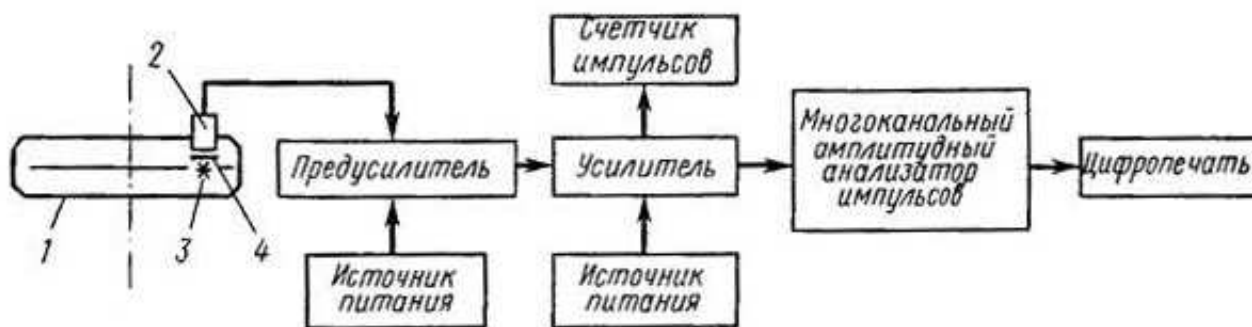 Счетчик
импульсов
2
Предусилитель
Усилитель
Многоканальный
амплитудный
анализатор
импульсов
Цифропечать
1
3
4
Источник
питания
Источник
питания